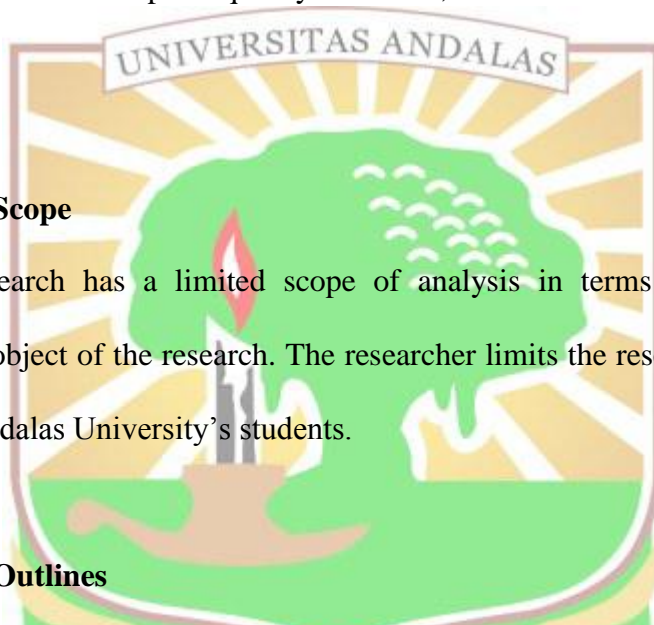 UNIVERSITAS ANDALAS
Scope
earch has a limited scope of analysis in terms
object of the research. The researcher limits the res
dalas University's students.
Outlines